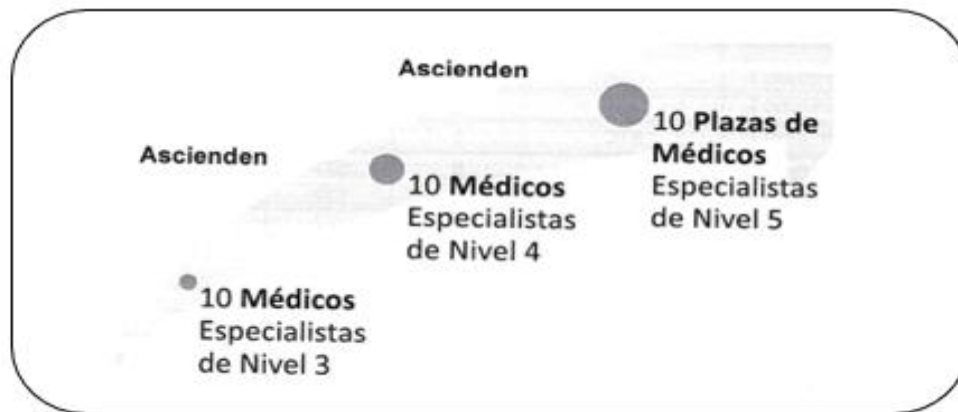 Ascienden
10 Plazas de
Médicos
Especialistas
de Nivel 5
Ascienden
10 Médicos
Especialistas
de Nivel 4
10 Médicos
Especialistas
de Nivel 3